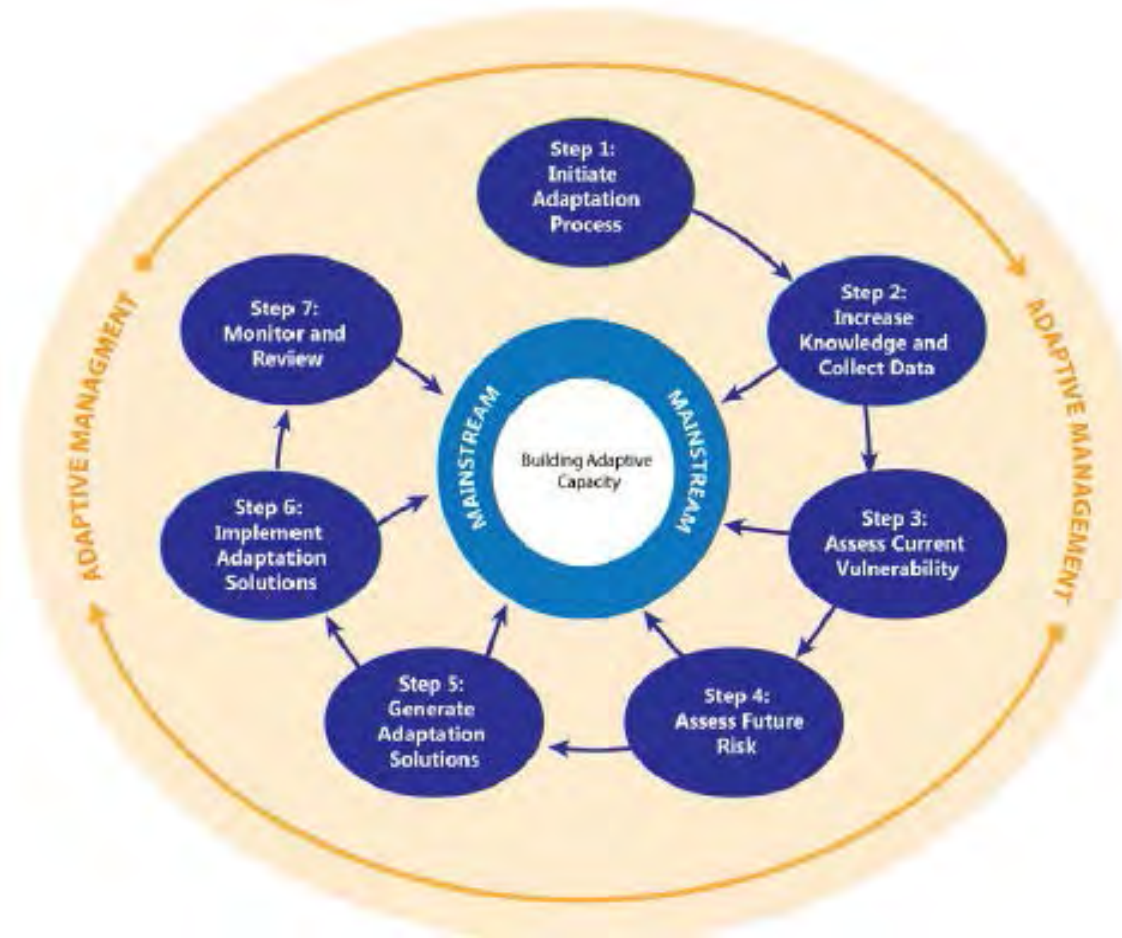 Step 1:
Initiate
Adaptation
Process
Step 2:
Increase
Knowledge and
Collect Data
Step 3:
Assess Current
Vulnerability
Step 4:
Assess Future
Risk
Step 5:
Generate
Adaptation
Solutions
Step 6:
Implement
Adaptation
Solutions
Step 7:
Monitor and
Review
MAINSTREAM
MAINSTREAM
Building Adaptive
Capacity
ADAPTIVE MANAGMENT
ADAPTIVE MANAGEMENT